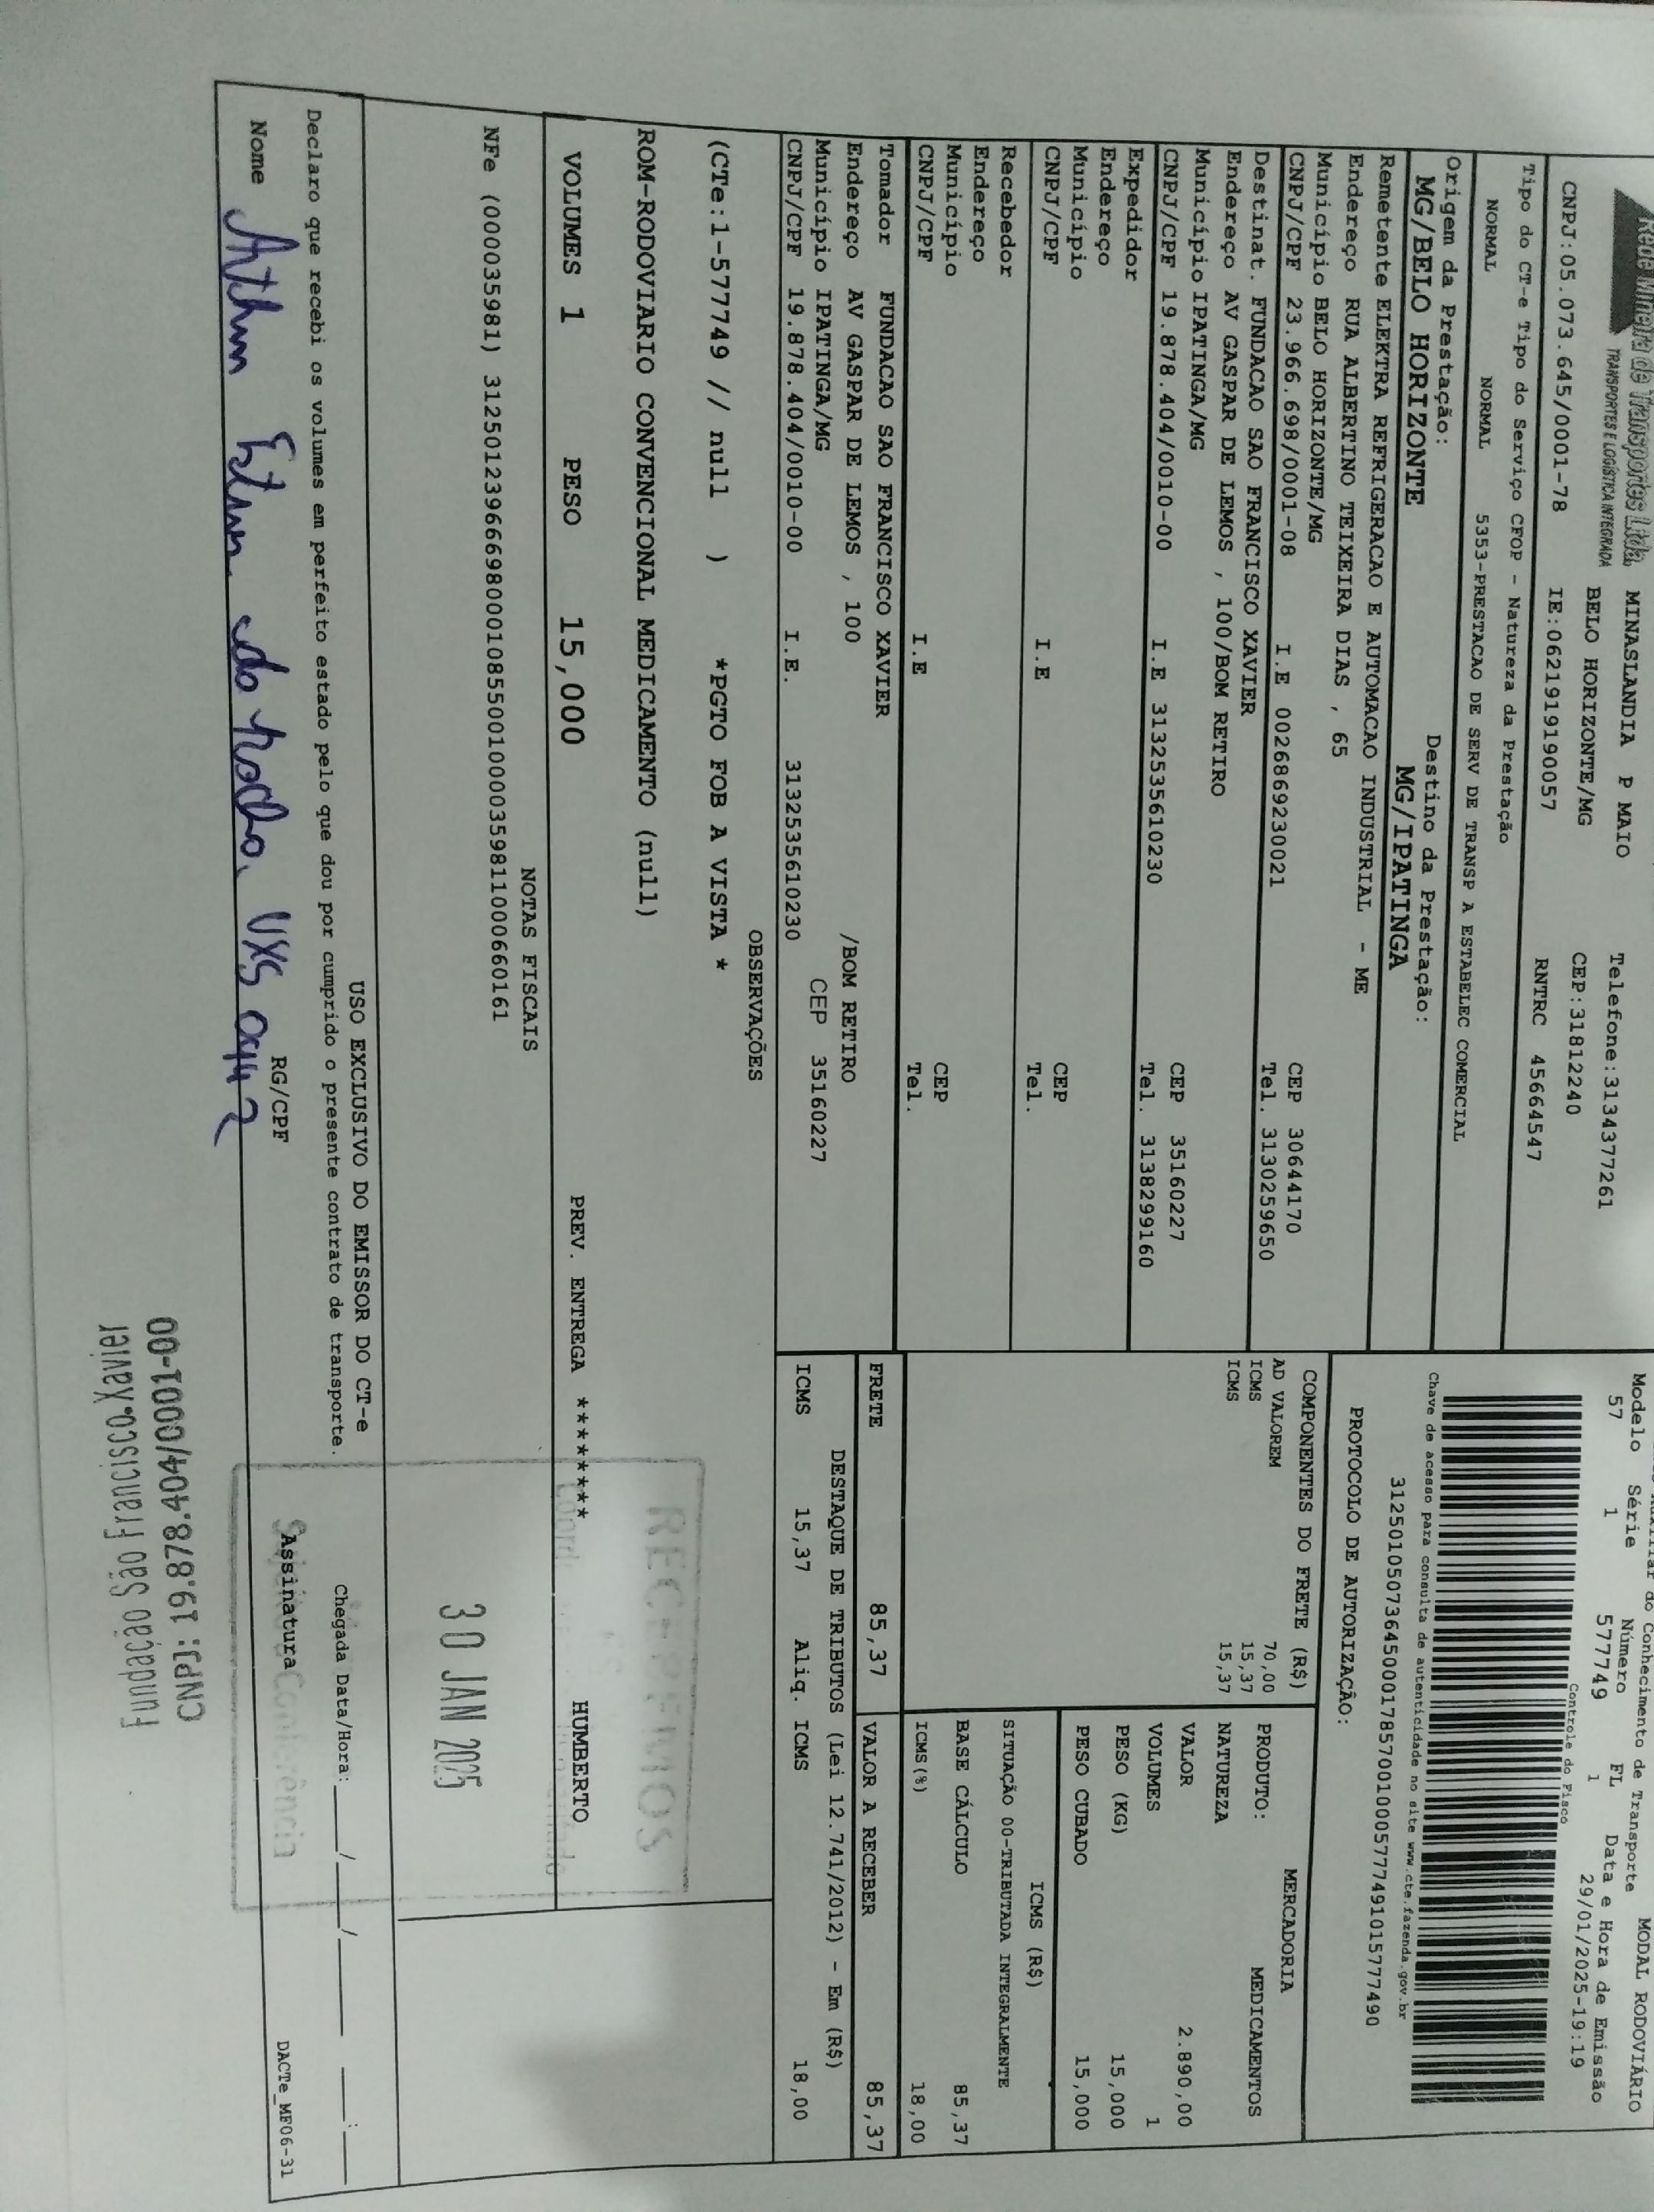 Rede Mineira de Transportes Ltda.
TRANSPORTES E LOGÍSTICA INTEGRADA
MINASLANDIA P MAIO Telefone:3134377261
BELO HORIZONTE/MG CEP:31812240
CNPJ:05.073.645/0001-78 IE:0621919190057 RNTRC 45664547
Tipo do CT-e Tipo do Serviço CFOP - Natureza da Prestação
NORMAL NORMAL 5353-PRESTACAO DE SERV DE TRANSP A ESTABELEC COMERCIAL
Origem da Prestação: Destino da Prestação:
MG/BELO HORIZONTE MG/IPATINGA
Remetente ELEKTRA REFRIGERACAO E AUTOMACAO INDUSTRIAL - ME
Endereço RUA ALBERTINO TEIXEIRA DIAS , 65
Município BELO HORIZONTE/MG CEP 30644170
CNPJ/CPF 23.966.698/0001-08 I.E 0026869230021 Tel. 3130259650
Destinat. FUNDACAO SAO FRANCISCO XAVIER
Endereço AV GASPAR DE LEMOS , 100/BOM RETIRO
Município IPATINGA/MG CEP 35160227
CNPJ/CPF 19.878.404/0010-00 I.E 3132535610230 Tel. 3138299160
Expedidor
Endereço
Município CEP
CNPJ/CPF I.E Tel.
Recebedor
Endereço
Município CEP
CNPJ/CPF I.E Tel.
Tomador FUNDACAO SAO FRANCISCO XAVIER
Endereço AV GASPAR DE LEMOS , 100 /BOM RETIRO
Município IPATINGA/MG CEP 35160227
CNPJ/CPF 19.878.404/0010-00 I.E. 3132535610230
do Conhecimento de Transporte MODAL RODOVIÁRIO
Modelo Série Número FL Data e Hora de Emissão
57 1 577749 1 29/01/2025-19:19
Controle do Fisco
Chave de acesso para consulta de autenticidade no site www.cte.fazenda.gov.br
31250105073645000178570010005777491015777490
PROTOCOLO DE AUTORIZAÇÃO:
COMPONENTES DO FRETE (R$)
AD VALOREM 70,00
ICMS 15,37
ICMS 15,37
MERCADORIA
PRODUTO: MEDICAMENTOS
NATUREZA
VALOR 2.890,00
VOLUMES 1
PESO (KG) 15,000
PESO CUBADO 15,000
ICMS (R$)
SITUAÇÃO 00-TRIBUTADA INTEGRALMENTE
BASE CÁLCULO 85,37
ICMS(%) 18,00
FRETE 85,37 VALOR A RECEBER 85,37
DESTAQUE DE TRIBUTOS (Lei 12.741/2012) - Em (R$)
ICMS 15,37 Aliq. ICMS 18,00
OBSERVAÇÕES
(CTe:1-577749 // null ) *PGTO FOB A VISTA *
ROM-RODOVIARIO CONVENCIONAL MEDICAMENTO (null)
RECEBEMOS
VOLUMES 1 PESO 15,000 PREV. ENTREGA ******** HUMBERTO
NOTAS FISCAIS
NFe (000035981) 31250123966698000108550010000359811000660161
30 JAN 2025
USO EXCLUSIVO DO EMISSOR DO CT-e
Declaro que recebi os volumes em perfeito estado pelo que dou por cumprido o presente contrato de transporte.
Chegada Data/Hora:____/____/______ ___:___
Nome RG/CPF Assinatura
Conferência
DACTe_MF06-31
CNPJ: 19.878.404/0001-00
Fundação São Francisco Xavier